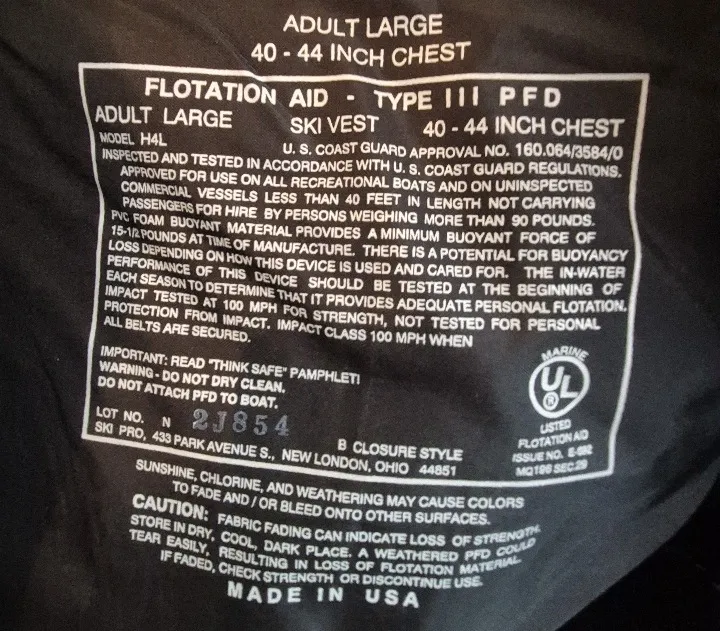 ADULT LARGE
40 - 44 INCH CHEST
FLOTATION AID - TYPE III PFD
ADULT LARGE SKI VEST 40 - 44 INCH CHEST
MODEL H4L U. S. COAST GUARD APPROVAL NO. 160.064/3584/0
INSPECTED AND TESTED IN ACCORDANCE WITH U. S. COAST GUARD REGULATIONS.
APPROVED FOR USE ON ALL RECREATIONAL BOATS AND ON UNINSPECTED
COMMERCIAL VESSELS LESS THAN 40 FEET IN LENGTH NOT CARRYING
PASSENGERS FOR HIRE BY PERSONS WEIGHING MORE THAN 90 POUNDS.
PVC FOAM BUOYANT MATERIAL PROVIDES A MINIMUM BUOYANT FORCE OF
15-1/2 POUNDS AT TIME OF MANUFACTURE. THERE IS A POTENTIAL FOR BUOYANCY
LOSS DEPENDING ON HOW THIS DEVICE IS USED AND CARED FOR. THE IN-WATER
PERFORMANCE OF THIS DEVICE SHOULD BE TESTED AT THE BEGINNING OF
EACH SEASON TO DETERMINE THAT IT PROVIDES ADEQUATE PERSONAL FLOTATION.
IMPACT TESTED AT 100 MPH FOR STRENGTH, NOT TESTED FOR PERSONAL
PROTECTION FROM IMPACT. IMPACT CLASS 100 MPH WHEN
ALL BELTS ARE SECURED.
IMPORTANT: READ "THINK SAFE" PAMPHLET!
WARNING - DO NOT DRY CLEAN.
DO NOT ATTACH PFD TO BOAT.
LOT NO. N 2J854
B CLOSURE STYLE
SKI PRO, 433 PARK AVENUE S., NEW LONDON, OHIO 44851
MARINE
UL
®
LISTED
FLOTATION AID
ISSUE NO.
MQ196 SEC.29
SUNSHINE, CHLORINE, AND WEATHERING MAY CAUSE COLORS
TO FADE AND / OR BLEED ONTO OTHER SURFACES.
CAUTION: FABRIC FADING CAN INDICATE LOSS OF STRENGTH.
STORE IN DRY, COOL, DARK PLACE. A WEATHERED PFD COULD
TEAR EASILY, RESULTING IN LOSS OF FLOTATION MATERIAL.
IF FADED, CHECK STRENGTH OR DISCONTINUE USE.
MADE IN USA